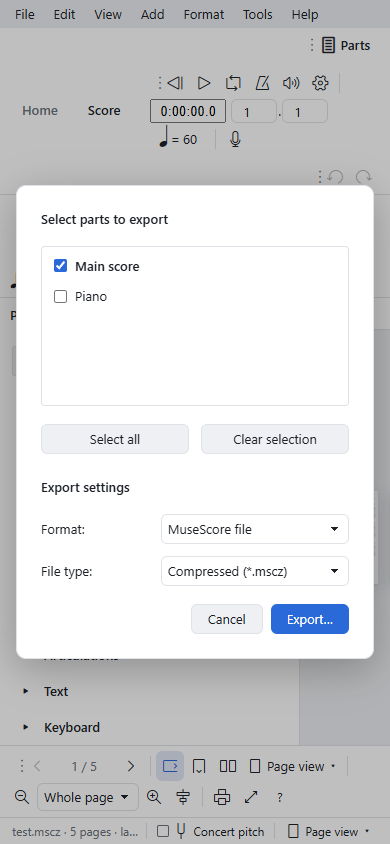 File Edit View Add Format Tools Help
Parts
Home Score 0:00:00.0 1 . 1
= 60
Select parts to export
Main score
Piano
Select all Clear selection
Export settings
Format: MuseScore file
File type: Compressed (*.mscz)
Cancel Export...
Text
Keyboard
1 / 5 Page view
Whole page ?
test.mscz · 5 pages · la... Concert pitch Page view